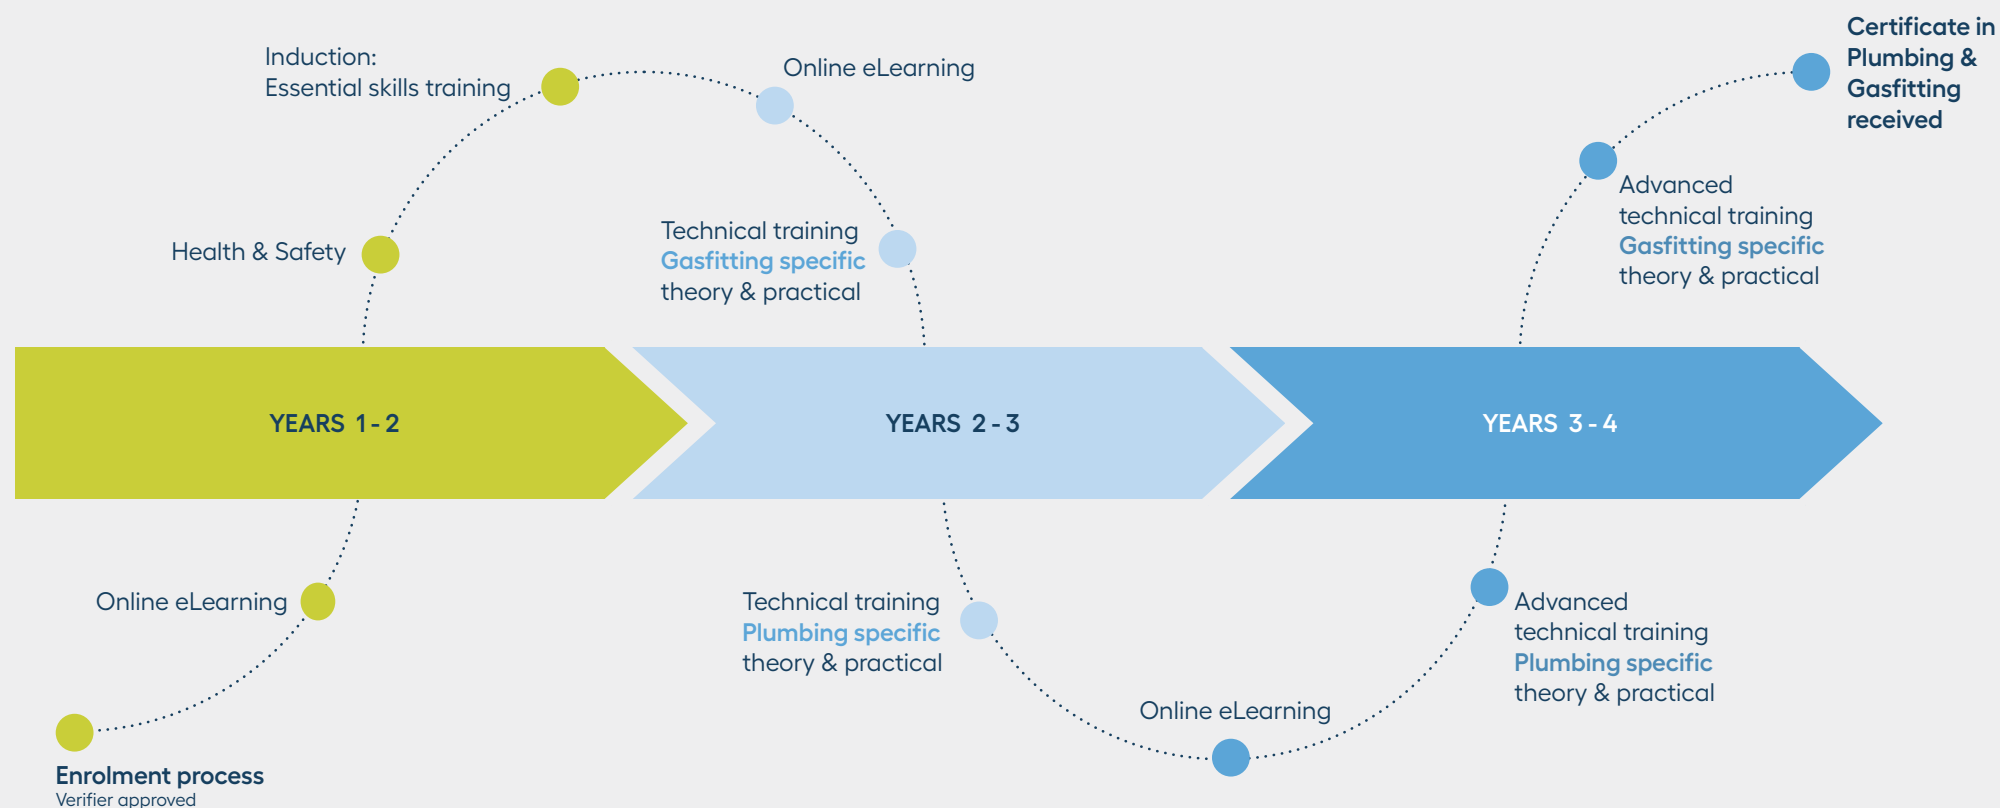 Induction:
Essential skills training
Online eLearning
Certificate in
Plumbing &
Gasfitting
received
Health & Safety
Technical training
Gasfitting specific
theory & practical
Advanced
technical training
Gasfitting specific
theory & practical
YEARS 1 - 2
YEARS 2 - 3
YEARS 3 - 4
Online eLearning
Technical training
Plumbing specific
theory & practical
Advanced
technical training
Plumbing specific
theory & practical
Online eLearning
Enrolment process
Verifier approved